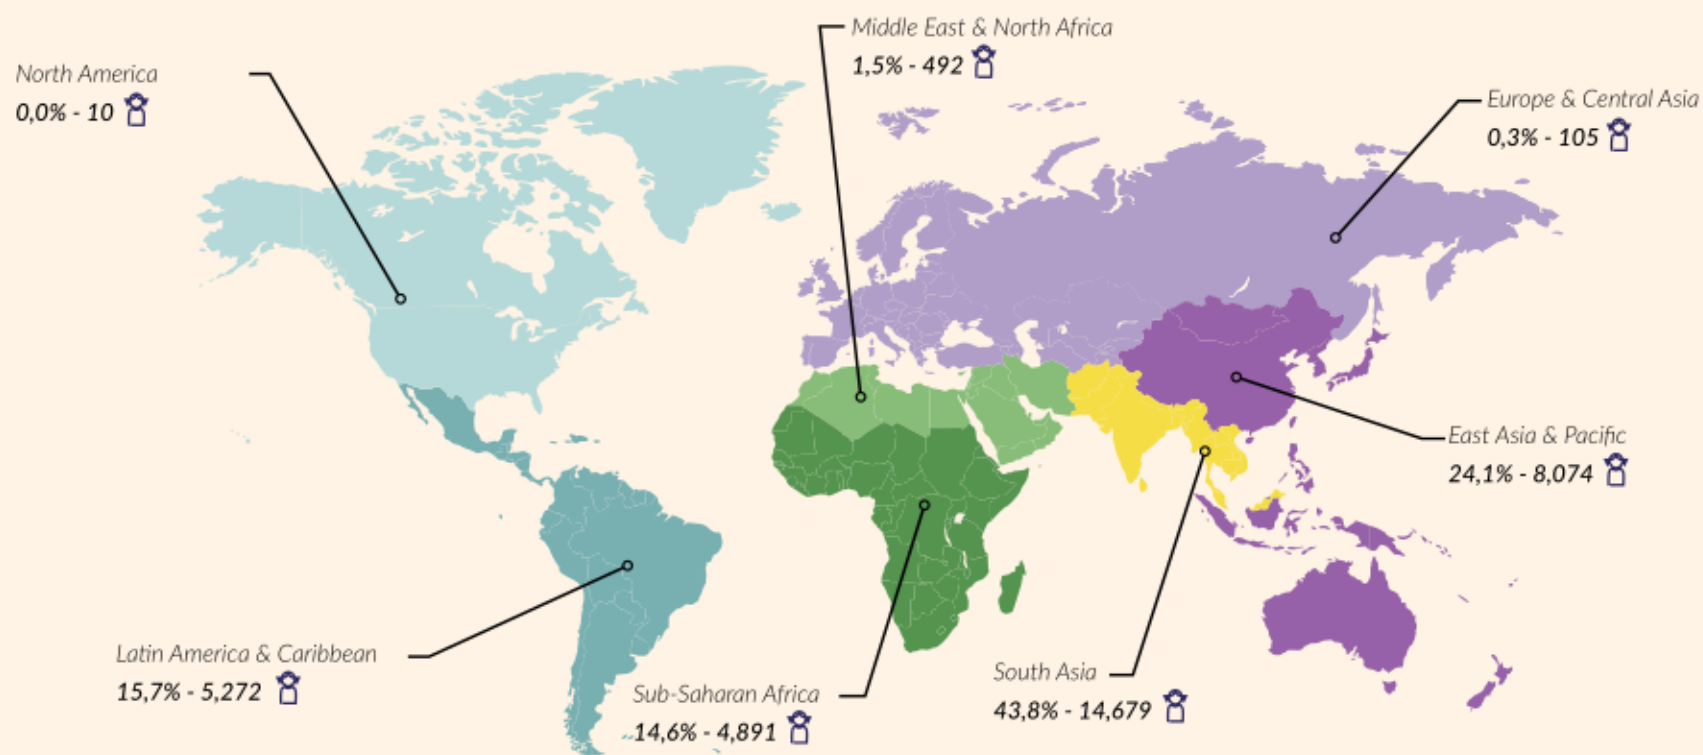 Middle East & North Africa
1,5% - 492
North America
0,0% - 10
Europe & Central Asia
0,3% - 105
East Asia & Pacific
24,1% - 8,074
Latin America & Caribbean
15,7% - 5,272
Sub-Saharan Africa
14,6% - 4,891
South Asia
43,8% - 14,679